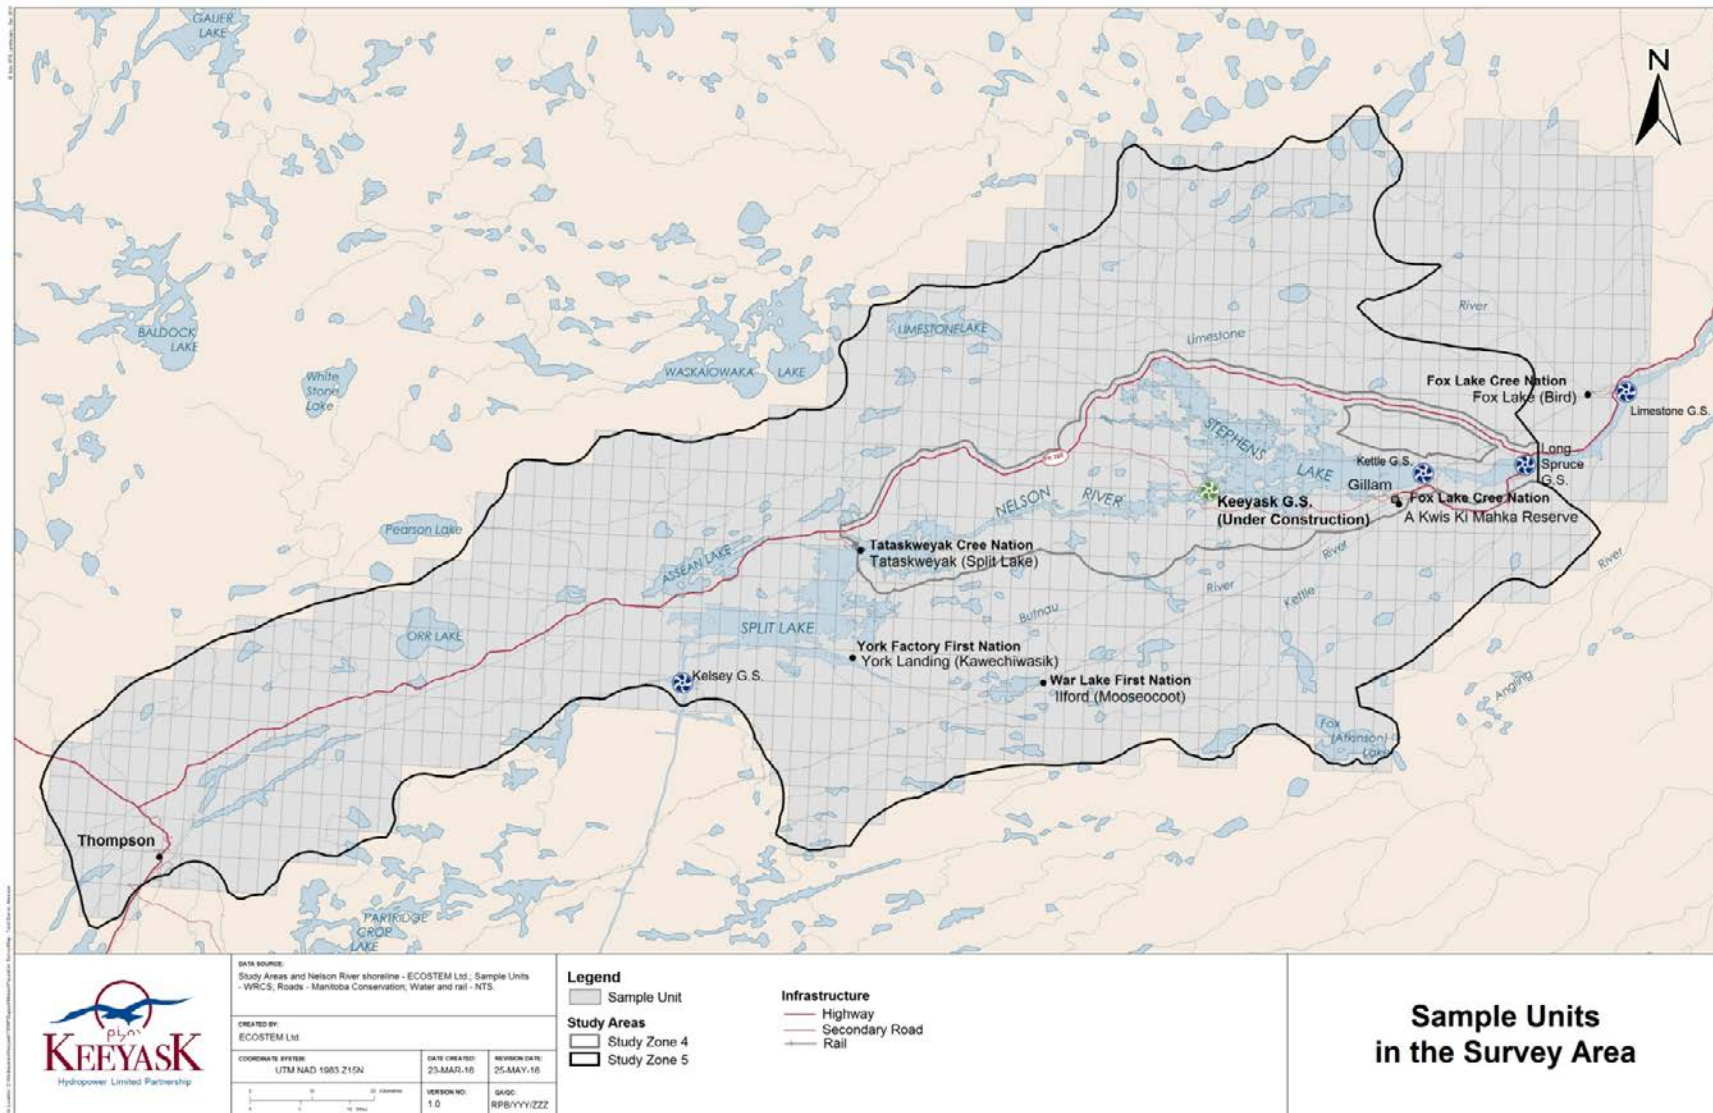 GAUER
LAKE
N
BALDOCK
LAKE
White
Stone
Lake
WASKAIOWAKA LAKE
LIMESTONE LAKE
Limestone
River
Fox Lake Cree Nation
Fox Lake (Bird)
Limestone G.S.
STEPHENS
LAKE
Kettle G.S.
Long
Spruce
G.S.
Gillam
Fox Lake Cree Nation
A Kwis Ki Mahka Reserve
NELSON RIVER
Keeyask G.S.
(Under Construction)
Pearson Lake
ASSEAN LAKE
Tataskweyak Cree Nation
Tataskweyak (Split Lake)
River
River
River
Kettle
Butnau
ORR LAKE
SPLIT LAKE
York Factory First Nation
York Landing (Kawechiwasik)
Kelsey G.S.
War Lake First Nation
Ilford (Mooseocoot)
Angling
Fox
(Atkinson)
Lake
Thompson
PARTRIDGE
CROP
LAKE
KEEYASK
Hydropower Limited Partnership
DATA SOURCE:
Study Areas and Nelson River shoreline - ECOSTEM Ltd.; Sample Units
- WRCS; Roads - Manitoba Conservation; Water and rail - NTS.
CREATED BY:
ECOSTEM Ltd.
COORDINATE SYSTEM:
UTM NAD 1983 Z15N
DATE CREATED:
23-MAR-16
REVISION DATE:
25-MAY-16
VERSION NO:
1.0
QA/QC:
RPB/YYY/ZZZ
Legend
Sample Unit
Study Areas
Study Zone 4
Study Zone 5
Infrastructure
Highway
Secondary Road
Rail
Sample Units
in the Survey Area